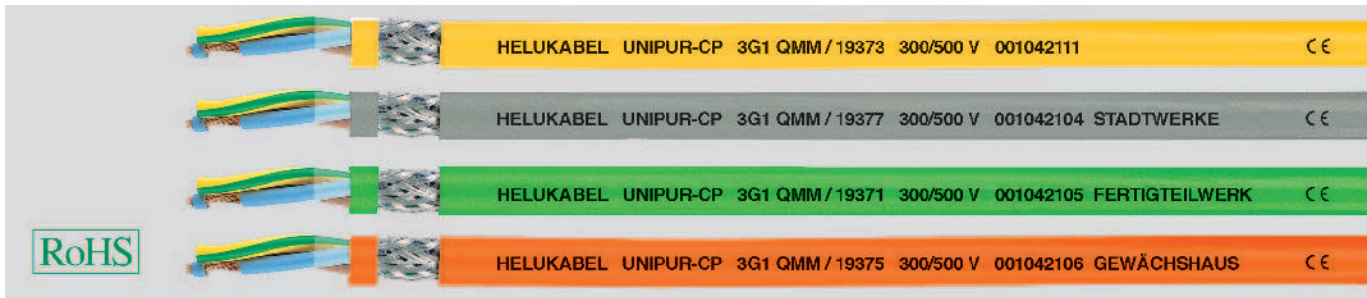 HELUKABEL UNIPUR-CP 3G1 QMM / 19373 300/500 V 001042111 CE
HELUKABEL UNIPUR-CP 3G1 QMM / 19377 300/500 V 001042104 STADTWERKE CE
HELUKABEL UNIPUR-CP 3G1 QMM / 19371 300/500 V 001042105 FERTIGTEILWERK CE
HELUKABEL UNIPUR-CP 3G1 QMM / 19375 300/500 V 001042106 GEWÄCHSHAUS CE
RoHS